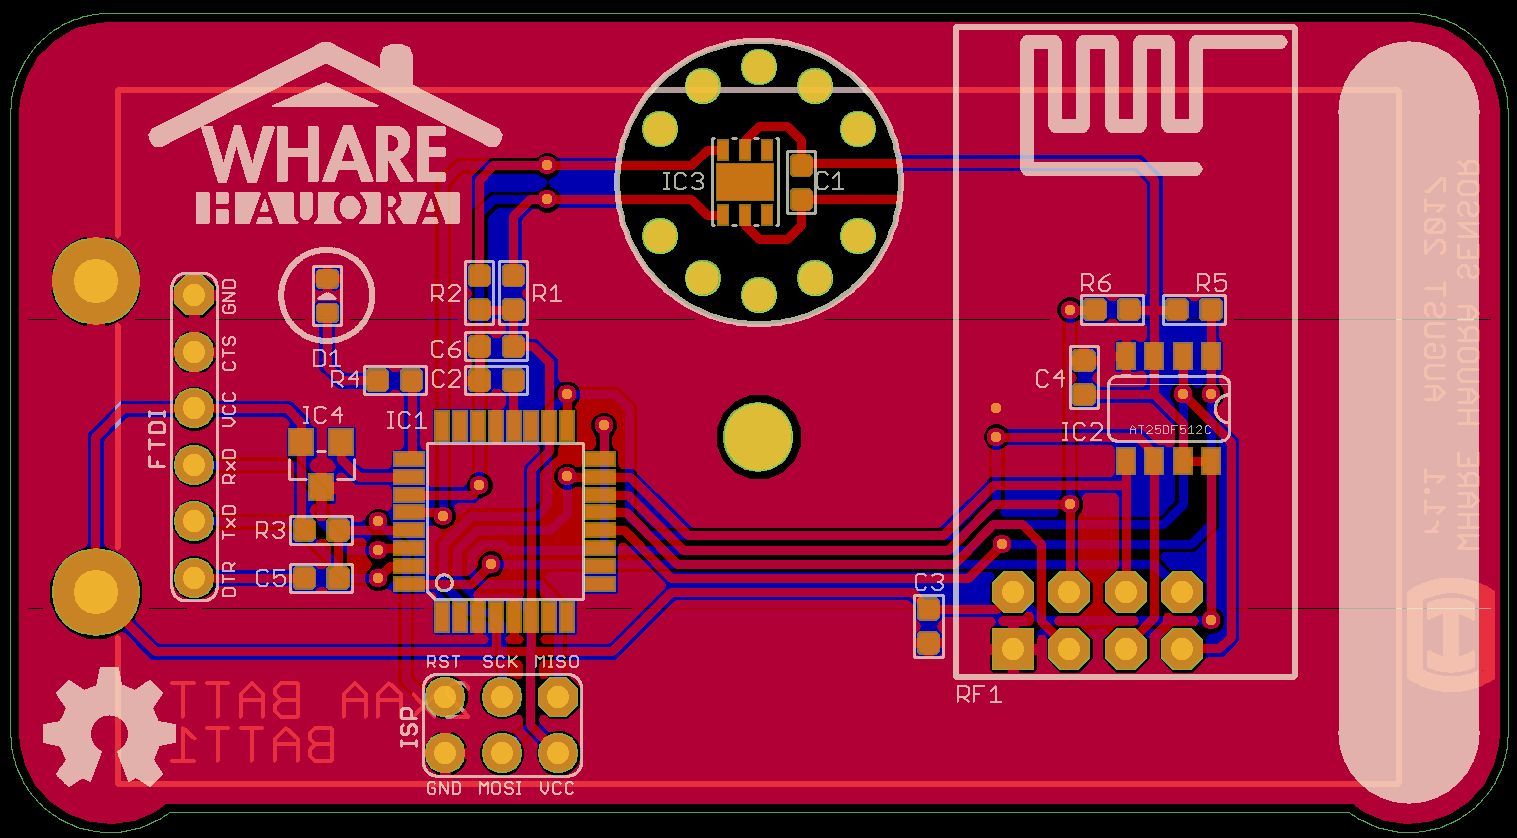 WHARE
HAUORA
IC3
C1
R2
R1
R6
R5
GND
CTS
VCC
RxD
TxD
DTR
FTDI
D1
C6
R4
C2
C4
IC4
IC1
IC2
AT25DF512C
R3
C5
C3
RST SCK MISO
ISP
GND MOSI VCC
RF1
2XAA BATT
BATT1
WHARE HAUORA SENSOR
r1.1 AUGUST 2017